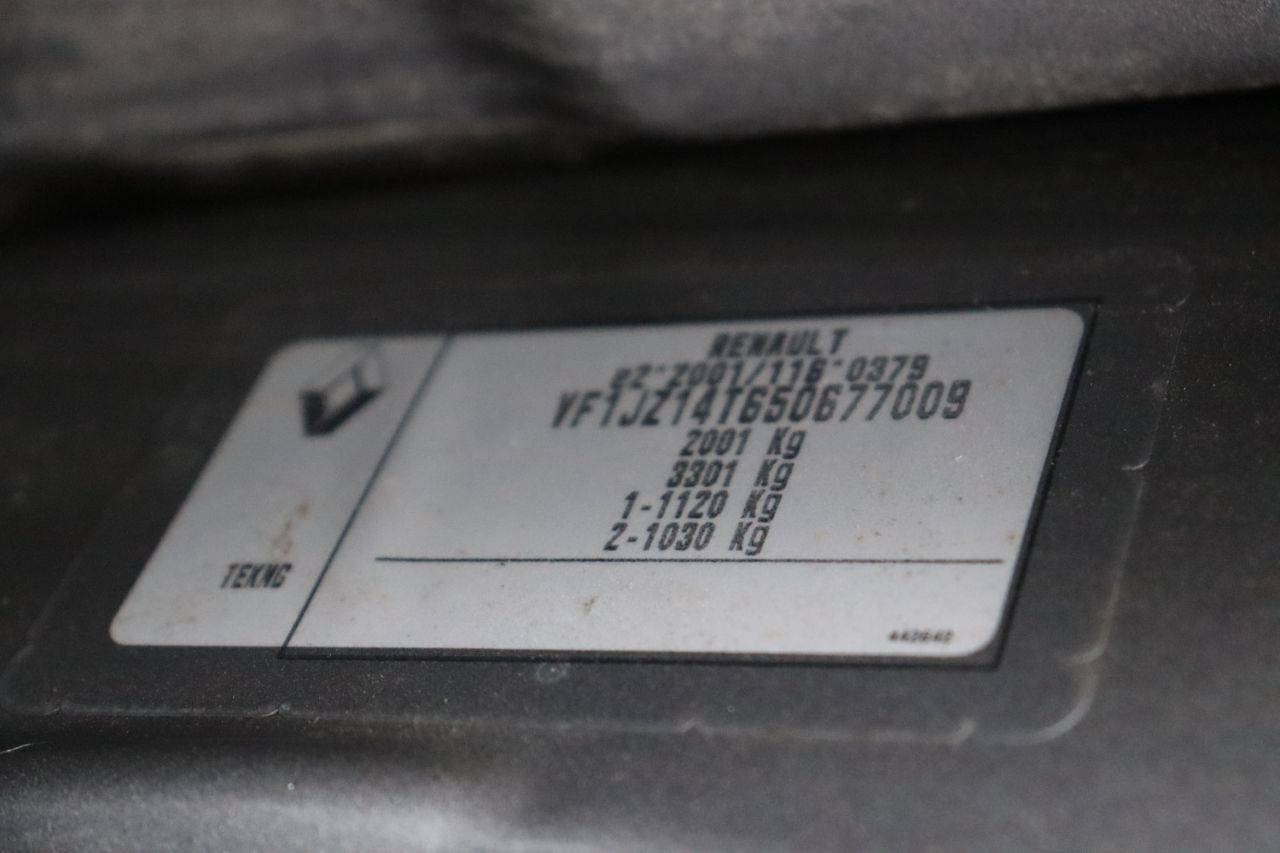 RENAULT
e2*2001/116*0379
VF1JZ14T650677009
2001 Kg
3301 Kg
1-1120 Kg
2-1030 Kg
TEKNG